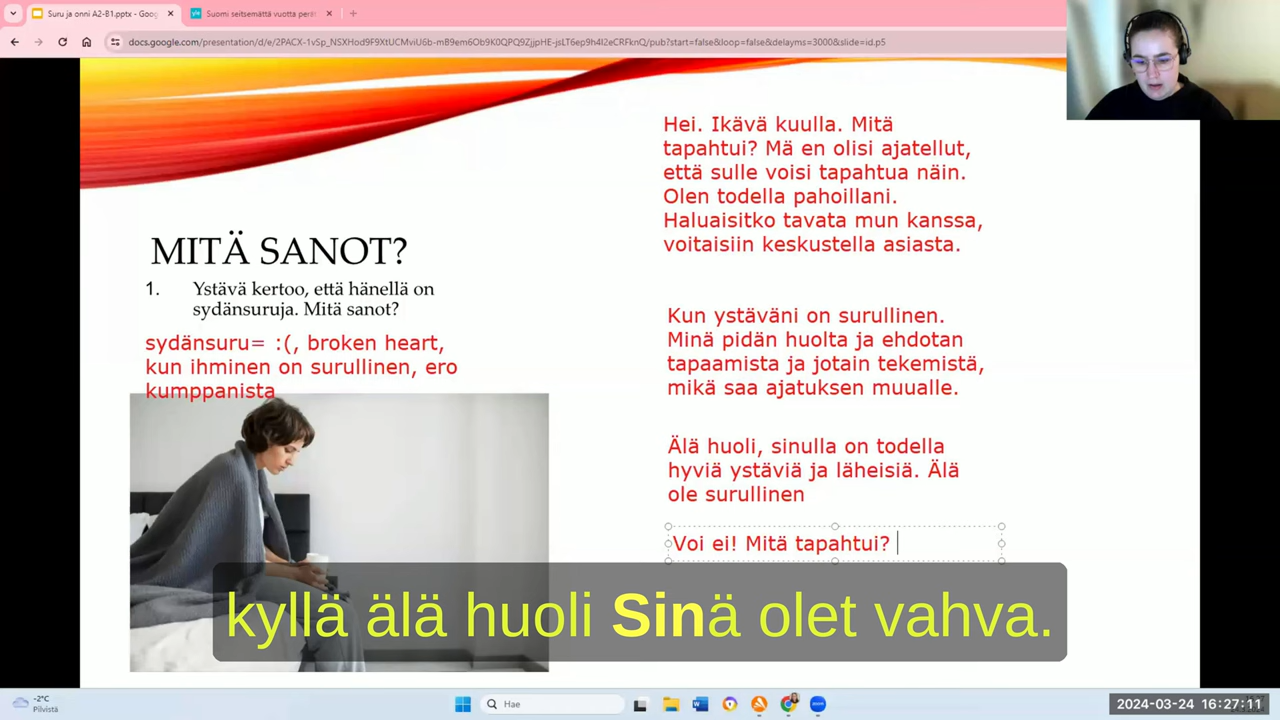 Suru ja onni A2-B1.pptx - Goog
Suomi seitsemättä vuotta perät
docs.google.com/presentation/d/e/2PACX-1vSp_NSXHod9F9XtUCMviU6b-mB9em6Ob9K0QPQ9ZjjpHE-jsLT6ep9h4I2eCRFknQ/pub?start=false&loop=false&delayms=3000&slide=id.p5
MITÄ SANOT?
1. Ystävä kertoo, että hänellä on
sydänsuruja. Mitä sanot?
sydänsuru= :(, broken heart,
kun ihminen on surullinen, ero
kumppanista
Hei. Ikävä kuulla. Mitä
tapahtui? Mä en olisi ajatellut,
että sulle voisi tapahtua näin.
Olen todella pahoillani.
Haluaisitko tavata mun kanssa,
voitaisiin keskustella asiasta.
Kun ystäväni on surullinen.
Minä pidän huolta ja ehdotan
tapaamista ja jotain tekemistä,
mikä saa ajatuksen muualle.
Älä huoli, sinulla on todella
hyviä ystäviä ja läheisiä. Älä
ole surullinen
Voi ei! Mitä tapahtui?
kyllä älä huoli Sinä olet vahva.
-2°C
Pilvistä
Hae
2024-03-24 16:27:11